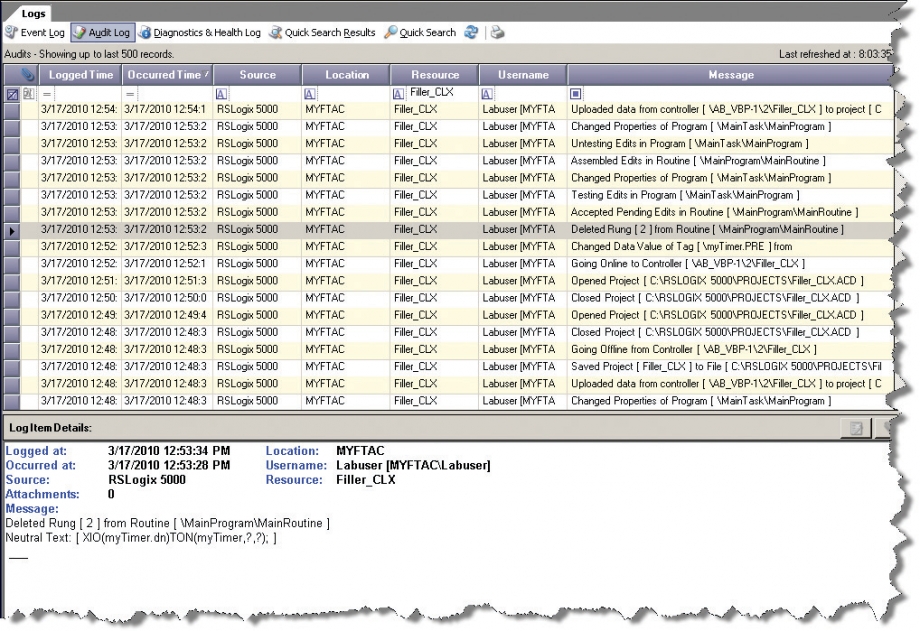 Logs
Event Log Audit Log Diagnostics & Health Log Quick Search Results Quick Search
Audits - Showing up to last 500 records. Last refreshed at : 8:03:35
Logged Time Occurred Time / Source Location Resource Username Message
= = A A A Filler_CLX A
3/17/2010 12:54: 3/17/2010 12:54:1 RSLogix 5000 MYFTAC Filler_CLX Labuser [MYFTA Uploaded data from controller [ \AB_VBP-1\2\Filler_CLX ] to project [ C
3/17/2010 12:53: 3/17/2010 12:53:2 RSLogix 5000 MYFTAC Filler_CLX Labuser [MYFTA Changed Properties of Program [ \MainTask\MainProgram ]
3/17/2010 12:53: 3/17/2010 12:53:2 RSLogix 5000 MYFTAC Filler_CLX Labuser [MYFTA Untesting Edits in Program [ \MainTask\MainProgram ]
3/17/2010 12:53: 3/17/2010 12:53:2 RSLogix 5000 MYFTAC Filler_CLX Labuser [MYFTA Assembled Edits in Routine [ \MainProgram\MainRoutine ]
3/17/2010 12:53: 3/17/2010 12:53:2 RSLogix 5000 MYFTAC Filler_CLX Labuser [MYFTA Changed Properties of Program [ \MainTask\MainProgram ]
3/17/2010 12:53: 3/17/2010 12:53:2 RSLogix 5000 MYFTAC Filler_CLX Labuser [MYFTA Testing Edits in Program [ \MainTask\MainProgram ]
3/17/2010 12:53: 3/17/2010 12:53:2 RSLogix 5000 MYFTAC Filler_CLX Labuser [MYFTA Accepted Pending Edits in Routine [ \MainProgram\MainRoutine ]
3/17/2010 12:53: 3/17/2010 12:53:2 RSLogix 5000 MYFTAC Filler_CLX Labuser [MYFTA Deleted Rung [ 2 ] from Routine [ \MainProgram\MainRoutine ]
3/17/2010 12:52: 3/17/2010 12:52:3 RSLogix 5000 MYFTAC Filler_CLX Labuser [MYFTA Changed Data Value of Tag [ \myTimer.PRE ] from
3/17/2010 12:52: 3/17/2010 12:52:1 RSLogix 5000 MYFTAC Filler_CLX Labuser [MYFTA Going Online to Controller [ \AB_VBP-1\2\Filler_CLX ]
3/17/2010 12:51: 3/17/2010 12:51:3 RSLogix 5000 MYFTAC Filler_CLX Labuser [MYFTA Opened Project [ C:\RSLOGIX 5000\PROJECTS\Filler_CLX.ACD ]
3/17/2010 12:50: 3/17/2010 12:50:0 RSLogix 5000 MYFTAC Filler_CLX Labuser [MYFTA Closed Project [ C:\RSLOGIX 5000\PROJECTS\Filler_CLX.ACD ]
3/17/2010 12:49: 3/17/2010 12:49:4 RSLogix 5000 MYFTAC Filler_CLX Labuser [MYFTA Opened Project [ C:\RSLOGIX 5000\PROJECTS\Filler_CLX.ACD ]
3/17/2010 12:48: 3/17/2010 12:48:3 RSLogix 5000 MYFTAC Filler_CLX Labuser [MYFTA Closed Project [ C:\RSLOGIX 5000\PROJECTS\Filler_CLX.ACD ]
3/17/2010 12:48: 3/17/2010 12:48:3 RSLogix 5000 MYFTAC Filler_CLX Labuser [MYFTA Going Offline from Controller [ \AB_VBP-1\2\Filler_CLX ]
3/17/2010 12:48: 3/17/2010 12:48:3 RSLogix 5000 MYFTAC Filler_CLX Labuser [MYFTA Saved Project [ Filler_CLX ] to File [ C:\RSLOGIX 5000\PROJECTS\Fil
3/17/2010 12:48: 3/17/2010 12:48:3 RSLogix 5000 MYFTAC Filler_CLX Labuser [MYFTA Uploaded data from controller [ \AB_VBP-1\2\Filler_CLX ] to project [ C
3/17/2010 12:48: 3/17/2010 12:48:3 RSLogix 5000 MYFTAC Filler_CLX Labuser [MYFTA Changed Properties of Program [ \MainTask\MainProgram ]
Log Item Details:
Logged at: 3/17/2010 12:53:34 PM Location: MYFTAC
Occurred at: 3/17/2010 12:53:28 PM Username: Labuser [MYFTAC\Labuser]
Source: RSLogix 5000 Resource: Filler_CLX
Attachments: 0
Message:
Deleted Rung [ 2 ] from Routine [ \MainProgram\MainRoutine ]
Neutral Text: [ XIO(myTimer.dn)TON(myTimer,?,?); ]